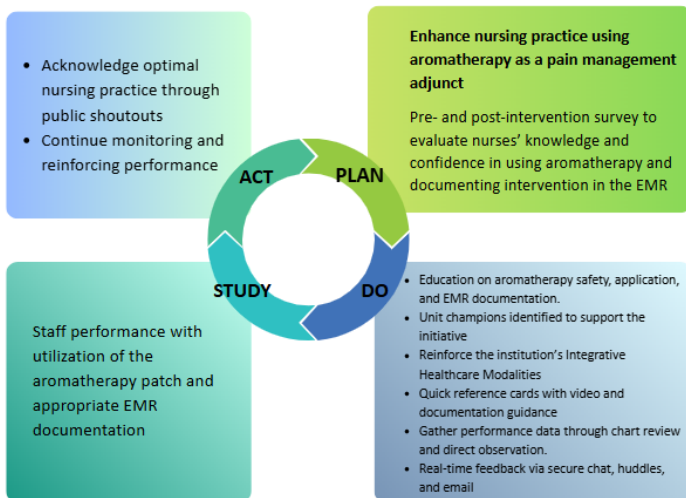 • Acknowledge optimal
nursing practice through
public shoutouts
• Continue monitoring and
reinforcing performance
Enhance nursing practice using
aromatherapy as a pain management
adjunct
Pre- and post-intervention survey to
evaluate nurses’ knowledge and
confidence in using aromatherapy and
documenting intervention in the EMR
ACT
PLAN
STUDY
DO
Staff performance with
utilization of the
aromatherapy patch and
appropriate EMR
documentation
• Education on aromatherapy safety, application,
and EMR documentation.
• Unit champions identified to support the
initiative
• Reinforce the institution’s Integrative
Healthcare Modalities
• Quick reference cards with video and
documentation guidance
• Gather performance data through chart review
and direct observation.
• Real-time feedback via secure chat, huddles,
and email